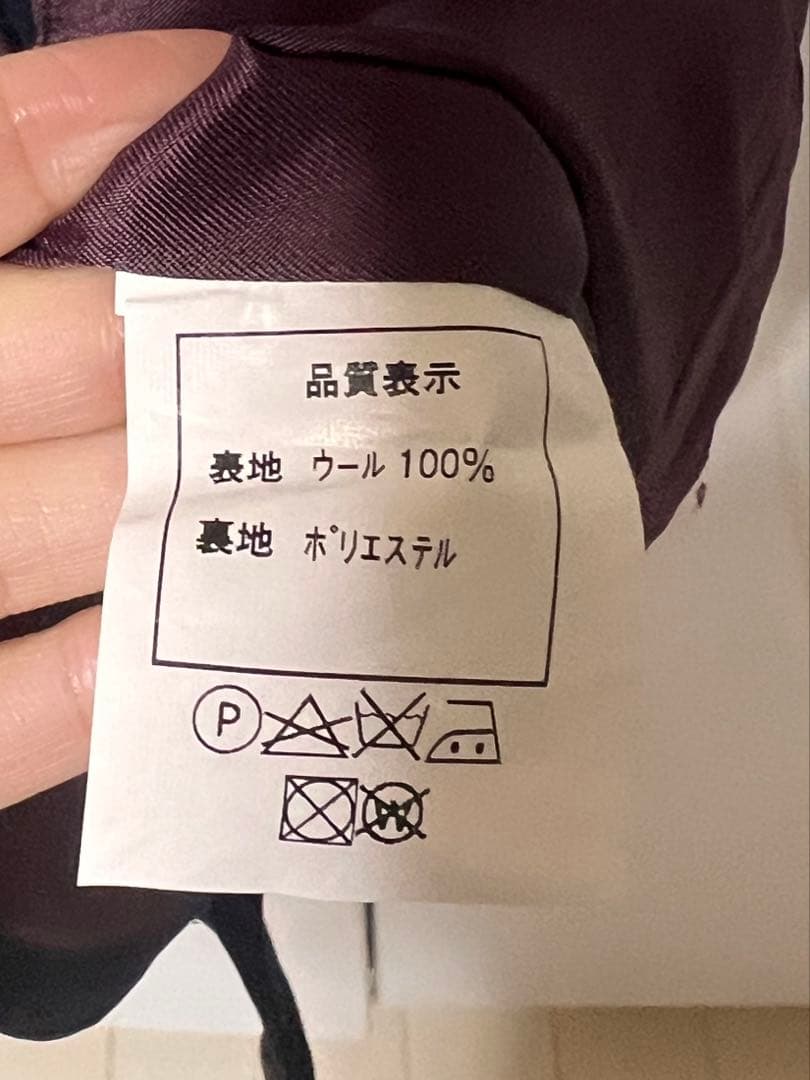 品質表示
表地 ウール 100%
裏地 ポリエステル
P
W